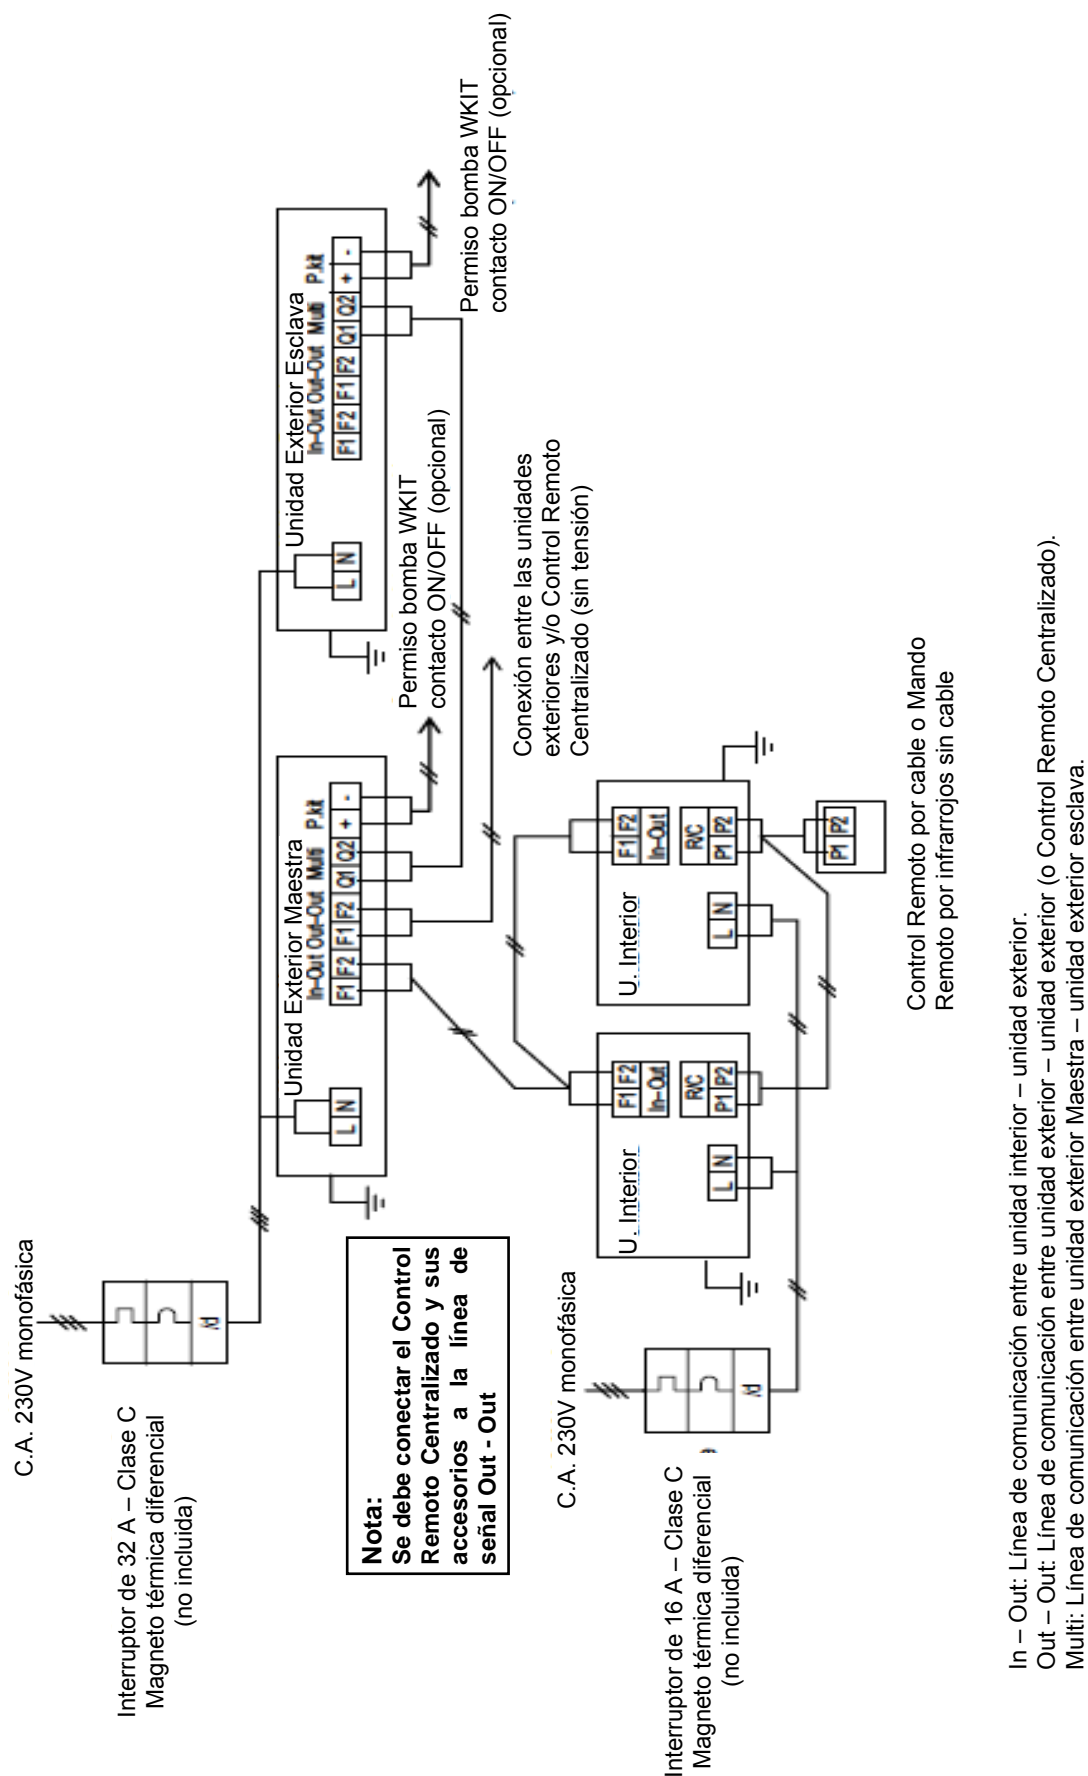 C.A. 230V monofásica
Interruptor de 32 A – Clase C
Magneto térmica diferencial
(no incluida)
Unidad Exterior Maestra
In-Out Out-Out Multi P.kit
L N
F1 F2 F1 F2 Q1 Q2 + -
Unidad Exterior Esclava
In-Out Out-Out Multi P.kit
L N
F1 F2 F1 F2 Q1 Q2 + -
Permiso bomba WKIT
contacto ON/OFF (opcional)
Permiso bomba WKIT
contacto ON/OFF (opcional)
Conexión entre las unidades
exteriores y/o Control Remoto
Centralizado (sin tensión)
Nota:
Se debe conectar el Control
Remoto Centralizado y sus
accesorios a la línea de
señal Out - Out
C.A. 230V monofásica
Interruptor de 16 A – Clase C
Magneto térmica diferencial
(no incluida)
U. Interior
F1 F2
In-Out
R/C
L N
P1 P2
U. Interior
F1 F2
In-Out
R/C
L N
P1 P2
P1 P2
Control Remoto por cable o Mando
Remoto por infrarrojos sin cable
In – Out: Línea de comunicación entre unidad interior – unidad exterior.
Out – Out: Línea de comunicación entre unidad exterior – unidad exterior (o Control Remoto Centralizado).
Multi: Línea de comunicación entre unidad exterior Maestra – unidad exterior esclava.